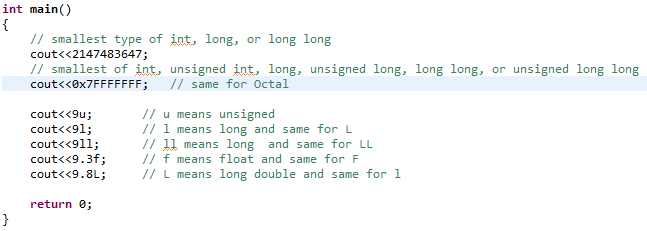 int main()
{
// smallest type of int, long, or long long
cout<<2147483647;
// smallest of int, unsigned int, long, unsigned long, long long, or unsigned long long
cout<<0x7FFFFFFF;   // same for Octal
cout<<9u;       // u means unsigned
cout<<9l;       // l means long and same for L
cout<<9ll;      // ll means long  and same for LL
cout<<9.3f;     // f means float and same for F
cout<<9.8L;     // L means long double and same for l
return 0;
}